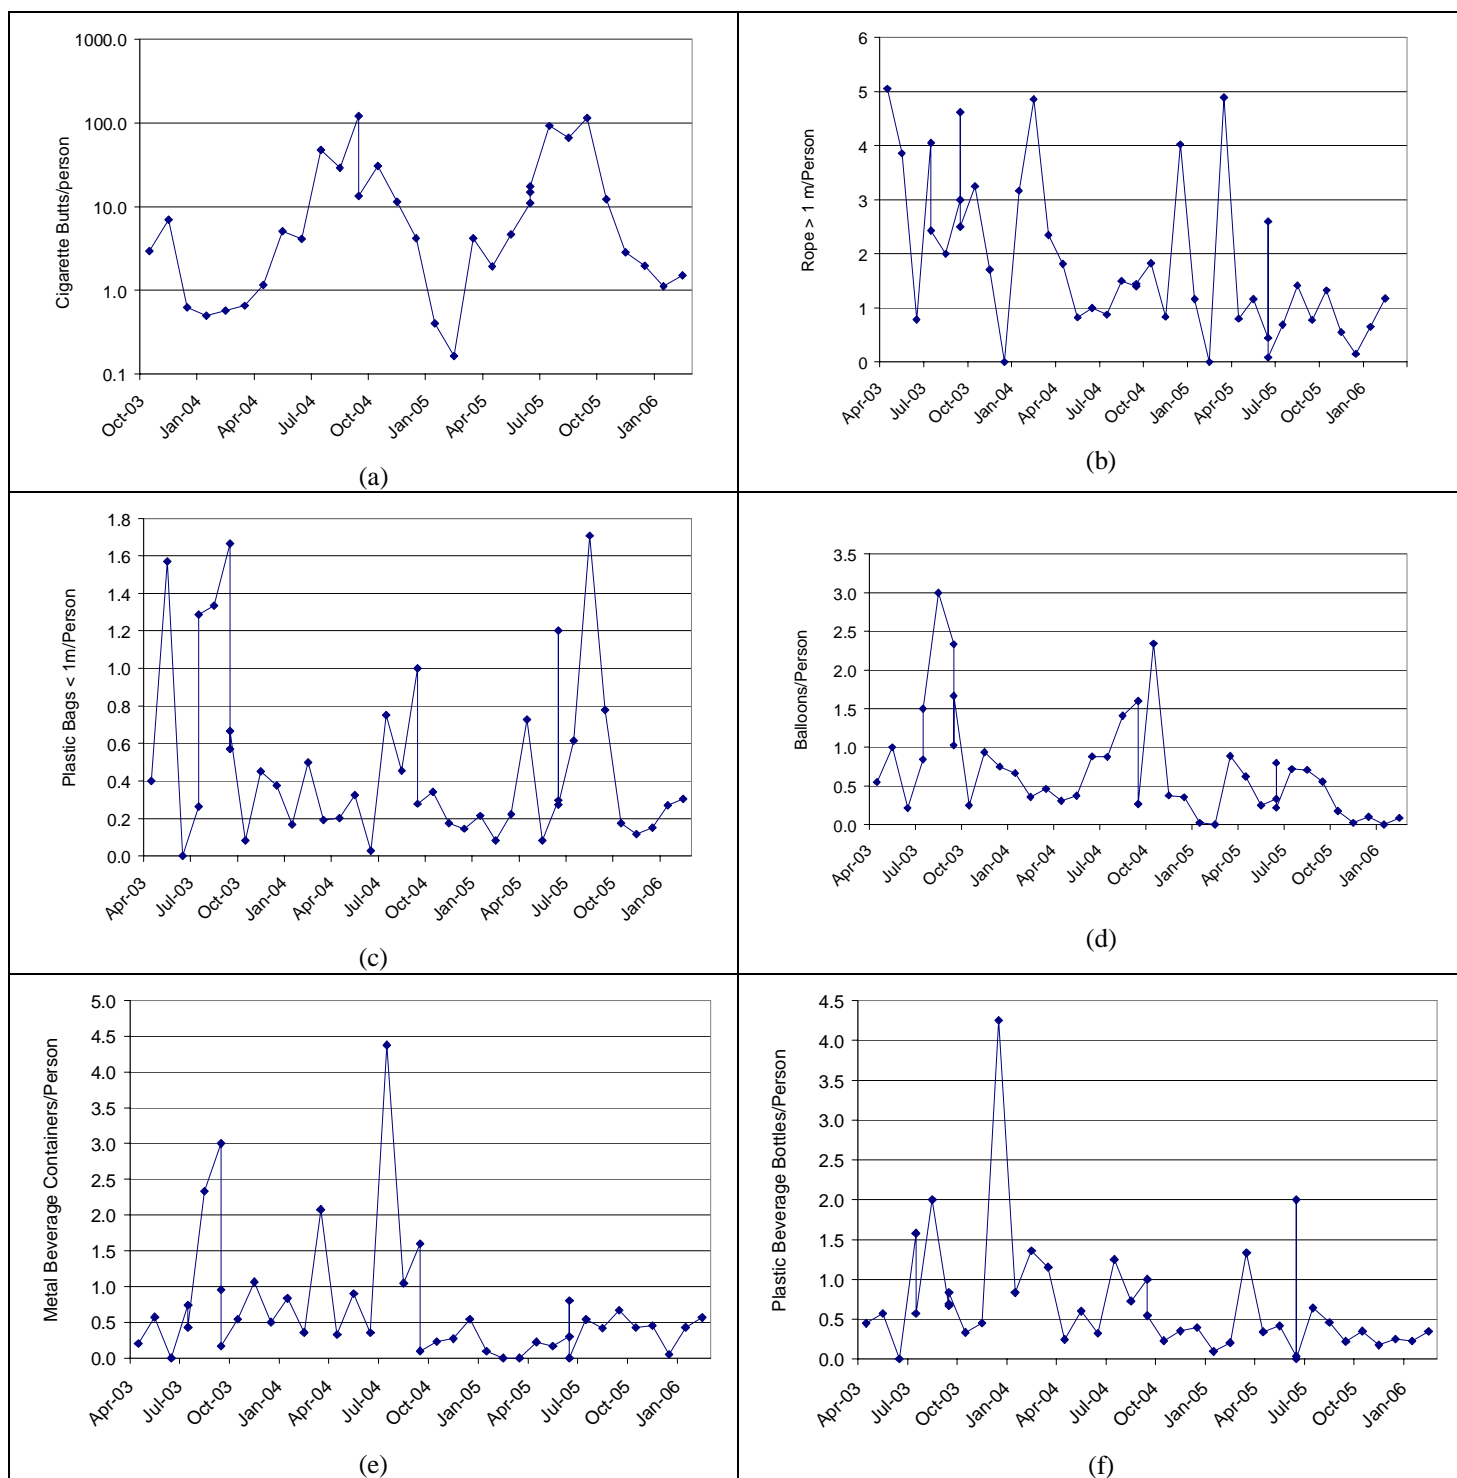 1000.0
100.0
10.0
1.0
0.1
Cigarette Butts/person
Oct-03
Jan-04
Apr-04
Jul-04
Oct-04
Jan-05
Apr-05
Jul-05
Oct-05
Jan-06
(a)
6
5
4
3
2
1
0
Rope > 1 m/Person
Apr-03
Jul-03
Oct-03
Jan-04
Apr-04
Jul-04
Oct-04
Jan-05
Apr-05
Jul-05
Oct-05
Jan-06
(b)
1.8
1.6
1.4
1.2
1.0
0.8
0.6
0.4
0.2
0.0
Plastic Bags < 1m/Person
Apr-03
Jul-03
Oct-03
Jan-04
Apr-04
Jul-04
Oct-04
Jan-05
Apr-05
Jul-05
Oct-05
Jan-06
(c)
3.5
3.0
2.5
2.0
1.5
1.0
0.5
0.0
Balloons/Person
Apr-03
Jul-03
Oct-03
Jan-04
Apr-04
Jul-04
Oct-04
Jan-05
Apr-05
Jul-05
Oct-05
Jan-06
(d)
5.0
4.5
4.0
3.5
3.0
2.5
2.0
1.5
1.0
0.5
0.0
Metal Beverage Containers/Person
Apr-03
Jul-03
Oct-03
Jan-04
Apr-04
Jul-04
Oct-04
Jan-05
Apr-05
Jul-05
Oct-05
Jan-06
(e)
4.5
4.0
3.5
3.0
2.5
2.0
1.5
1.0
0.5
0.0
Plastic Beverage Bottles/Person
Apr-03
Jul-03
Oct-03
Jan-04
Apr-04
Jul-04
Oct-04
Jan-05
Apr-05
Jul-05
Oct-05
Jan-06
(f)